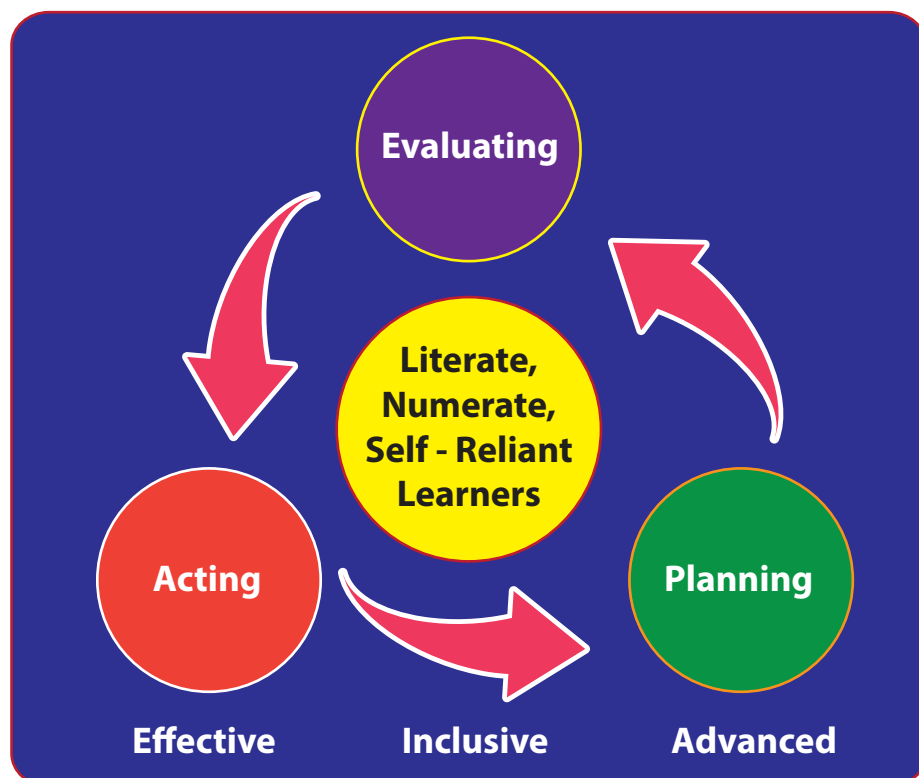 Evaluating
Literate,
Numerate,
Self - Reliant
Learners
Acting
Planning
Effective Inclusive Advanced